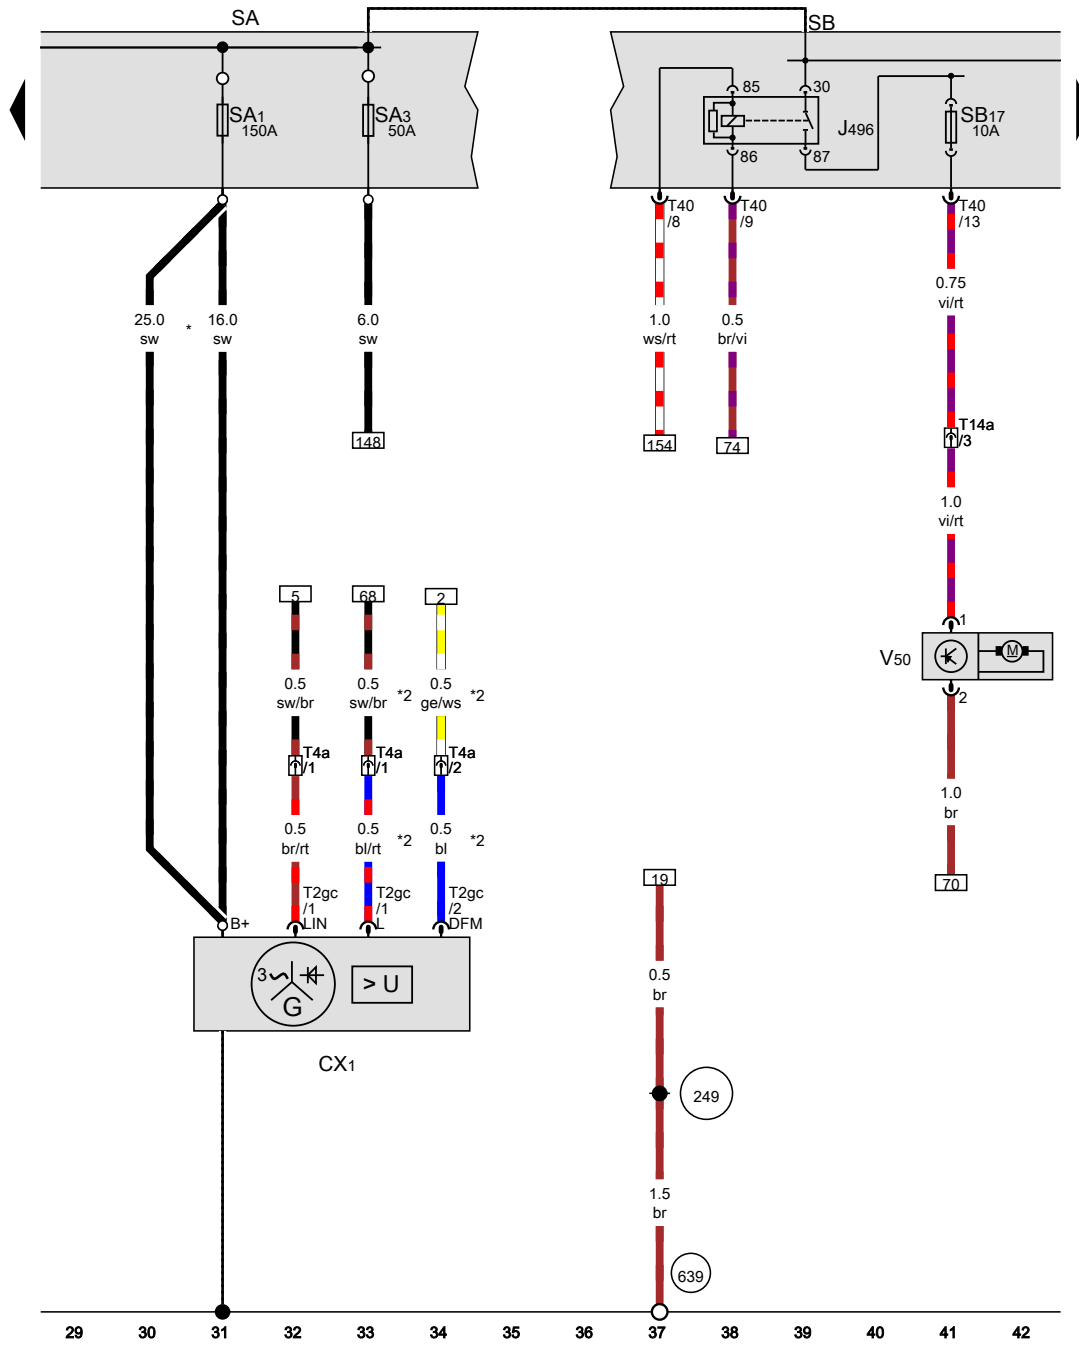 SA
SB
SA1
150A
SA3
50A
85
30
J496
86
87
SB17
10A
T40
/8
T40
/9
T40
/13
25.0
sw
*
16.0
sw
6.0
sw
1.0
ws/rt
0.5
br/vi
0.75
vi/rt
148
154
74
T14a
/3
1.0
vi/rt
5
68
2
1
V50
M
2
0.5
sw/br
0.5
sw/br
*2
0.5
ge/ws
*2
T4a
/1
T4a
/1
T4a
/2
0.5
br/rt
0.5
bl/rt
*2
0.5
bl
*2
1.0
br
19
70
B+
T2gc
/1
LIN
T2gc
/1
L
T2gc
/2
DFM
3
G
> U
0.5
br
CX1
249
1.5
br
639
29 30 31 32 33 34 35 36 37 38 39 40 41 42